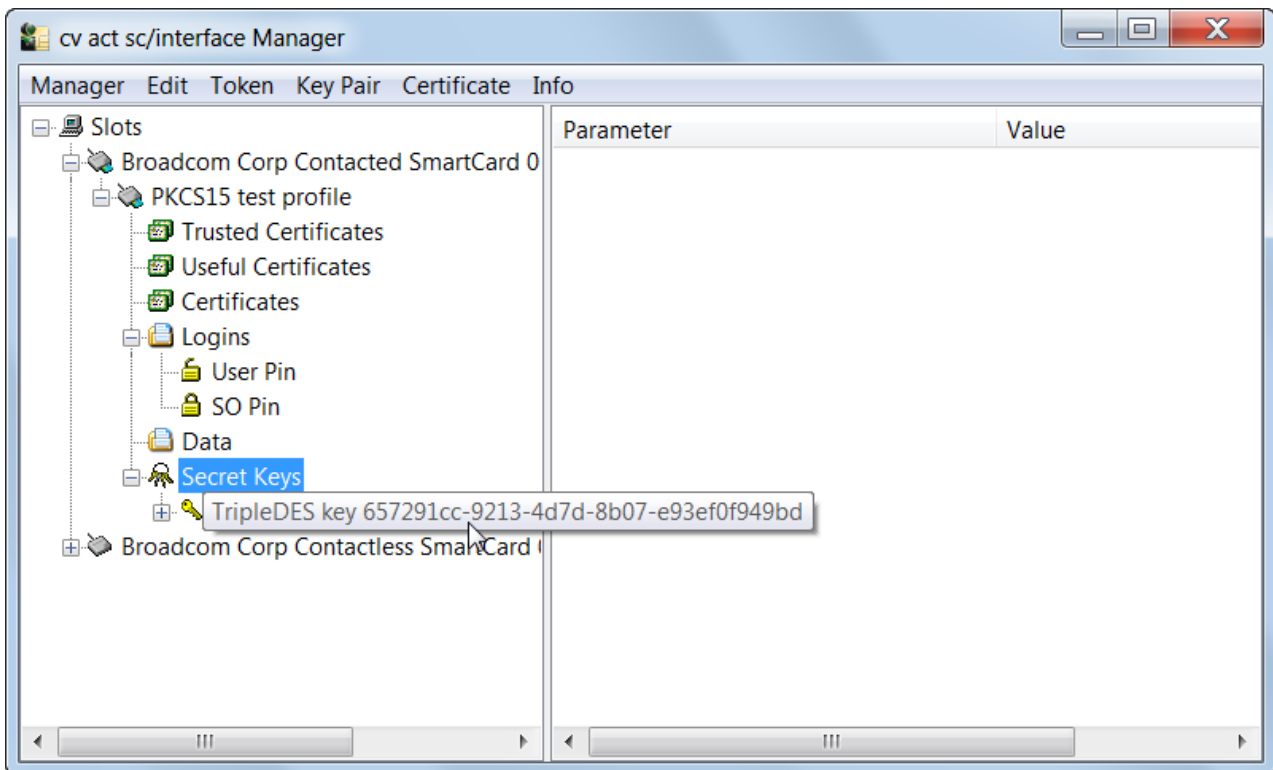 cv act sc/interface Manager
Manager Edit Token Key Pair Certificate Info
Slots
Parameter Value
Broadcom Corp Contacted SmartCard 0
PKCS15 test profile
Trusted Certificates
Useful Certificates
Certificates
Logins
User Pin
SO Pin
Data
Secret Keys
TripleDES key 657291cc-9213-4d7d-8b07-e93ef0f949bd
Broadcom Corp Contactless SmartCard